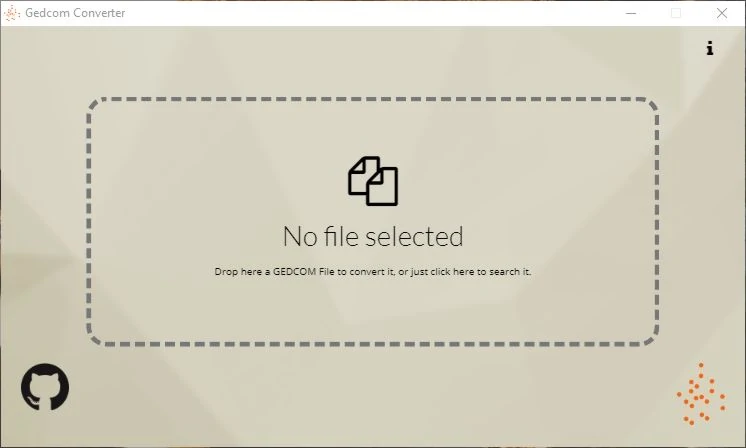 Gedcom Converter
No file selected
Drop here a GEDCOM File to convert it, or just click here to search it.